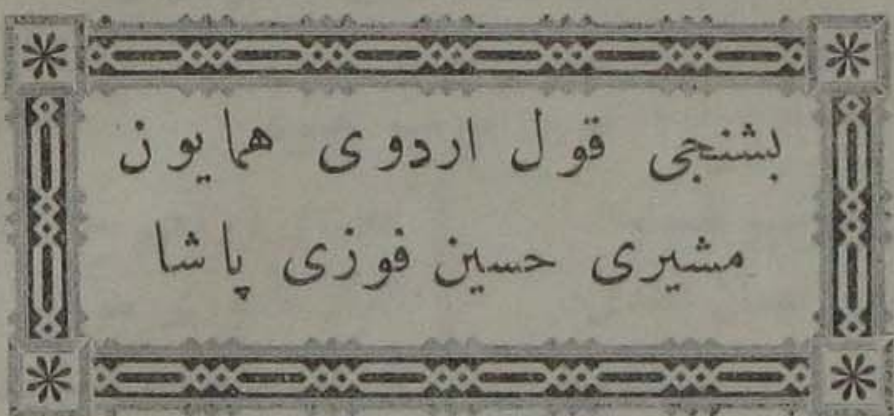 بشنجی قول اردوی همایون
مشیری حسین فوزی پاشا